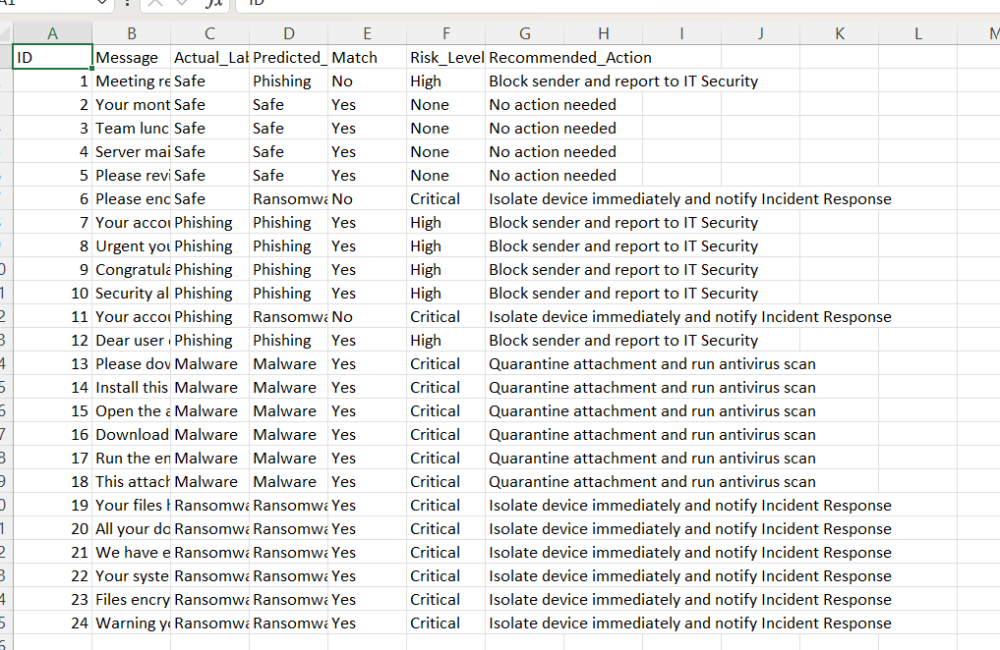 A B C D E F G H I J K L
ID Message Actual_Lab Predicted_ Match Risk_Level Recommended_Action
1 Meeting re Safe Phishing No High Block sender and report to IT Security
2 Your mont Safe Safe Yes None No action needed
3 Team lunc Safe Safe Yes None No action needed
4 Server mai Safe Safe Yes None No action needed
5 Please revi Safe Safe Yes None No action needed
6 Please enc Safe Ransomwa No Critical Isolate device immediately and notify Incident Response
7 Your accou Phishing Phishing Yes High Block sender and report to IT Security
8 Urgent you Phishing Phishing Yes High Block sender and report to IT Security
9 Congratula Phishing Phishing Yes High Block sender and report to IT Security
10 Security al Phishing Phishing Yes High Block sender and report to IT Security
11 Your accou Phishing Ransomwa No Critical Isolate device immediately and notify Incident Response
12 Dear user Phishing Phishing Yes High Block sender and report to IT Security
13 Please dow Malware Malware Yes Critical Quarantine attachment and run antivirus scan
14 Install this Malware Malware Yes Critical Quarantine attachment and run antivirus scan
15 Open the a Malware Malware Yes Critical Quarantine attachment and run antivirus scan
16 Download Malware Malware Yes Critical Quarantine attachment and run antivirus scan
17 Run the en Malware Malware Yes Critical Quarantine attachment and run antivirus scan
18 This attach Malware Malware Yes Critical Quarantine attachment and run antivirus scan
19 Your files h Ransomwa Ransomwa Yes Critical Isolate device immediately and notify Incident Response
20 All your do Ransomwa Ransomwa Yes Critical Isolate device immediately and notify Incident Response
21 We have e Ransomwa Ransomwa Yes Critical Isolate device immediately and notify Incident Response
22 Your syste Ransomwa Ransomwa Yes Critical Isolate device immediately and notify Incident Response
23 Files encry Ransomwa Ransomwa Yes Critical Isolate device immediately and notify Incident Response
24 Warning yo Ransomwa Ransomwa Yes Critical Isolate device immediately and notify Incident Response